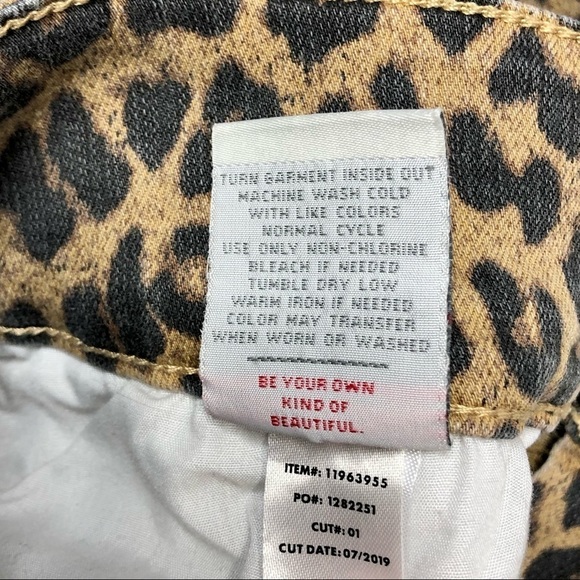 TURN GARMENT INSIDE OUT
MACHINE WASH COLD
WITH LIKE COLORS
NORMAL CYCLE
USE ONLY NON-CHLORINE
BLEACH IF NEEDED
TUMBLE DRY LOW
WARM IRON IF NEEDED
COLOR MAY TRANSFER
WHEN WORN OR WASHED
BE YOUR OWN
KIND OF
BEAUTIFUL.
ITEM#: 11963955
PO#: 1282251
CUT#: 01
CUT DATE: 07/2019